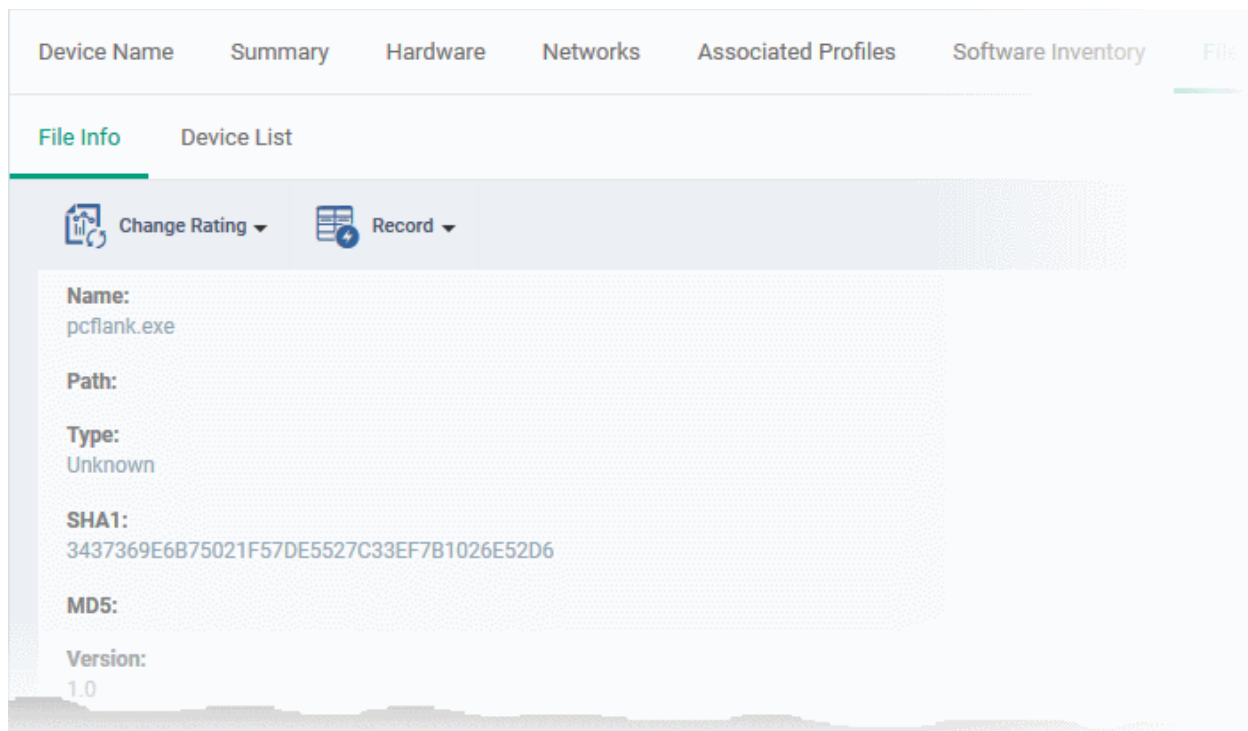 Device Name Summary Hardware Networks Associated Profiles Software Inventory File
File Info Device List
Change Rating Record
Name:
pcflank.exe
Path:
Type:
Unknown
SHA1:
3437369E6B75021F57DE5527C33EF7B1026E52D6
MD5:
Version:
1.0